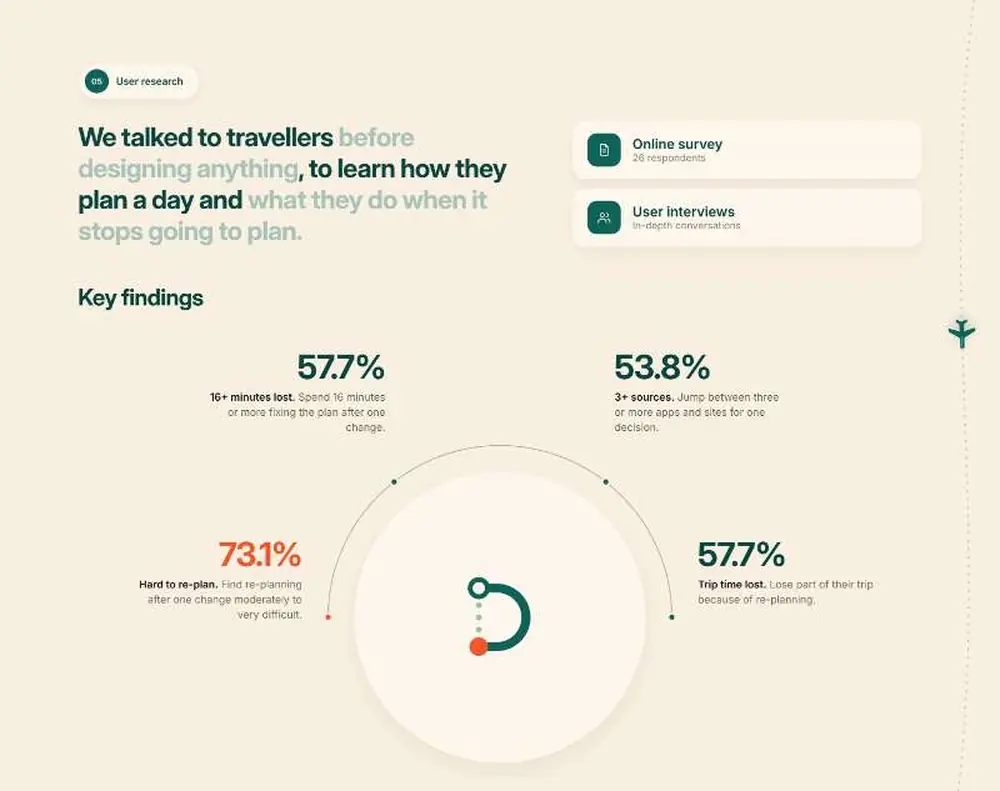 05 User research
We talked to travellers before
designing anything, to learn how they
plan a day and what they do when it
stops going to plan.
Online survey
26 respondents
User interviews
In-depth conversations
Key findings
57.7%
16+ minutes lost. Spend 16 minutes
or more fixing the plan after one
change.
53.8%
3+ sources. Jump between three
or more apps and sites for one
decision.
73.1%
Hard to re-plan. Find re-planning
after one change moderately to
very difficult.
57.7%
Trip time lost. Lose part of their trip
because of re-planning.